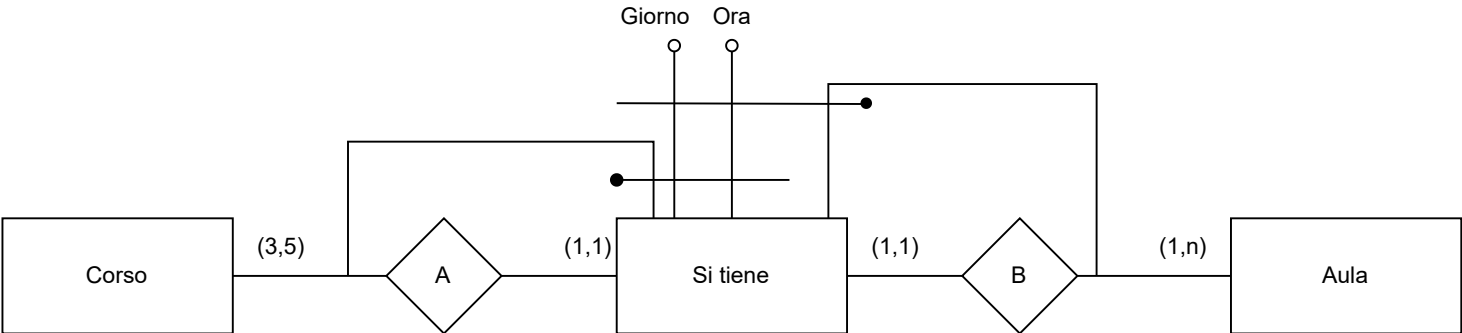 Giorno Ora
(3,5) (1,1) (1,1) (1,n)
Corso A Si tiene B Aula